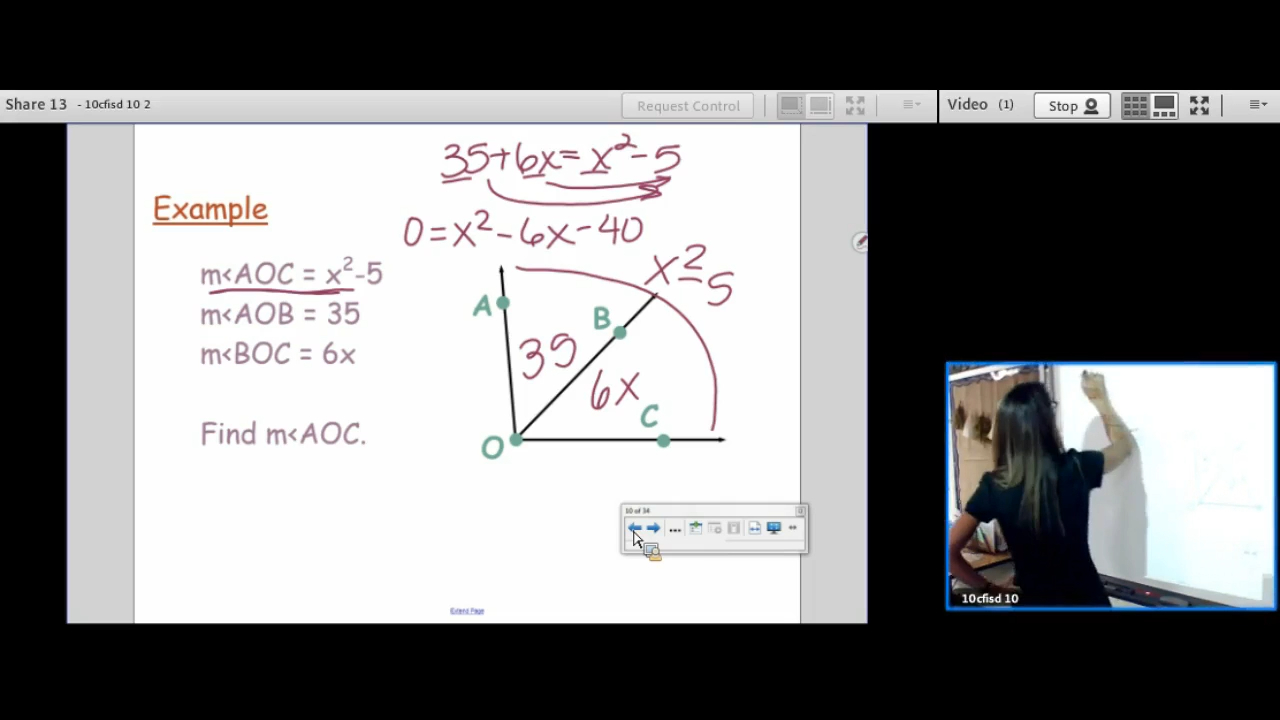 Share 13 - 10cfisd 10 2
Request Control
Video (1)
Stop
35+6x=x²-5
Example
0=x²-6x-40
m<AOC = x²-5
x²-5
m<AOB = 35
A
B
m<BOC = 6x
35
6x
C
Find m<AOC.
O
10 of 34
Extend Page
10cfisd 10